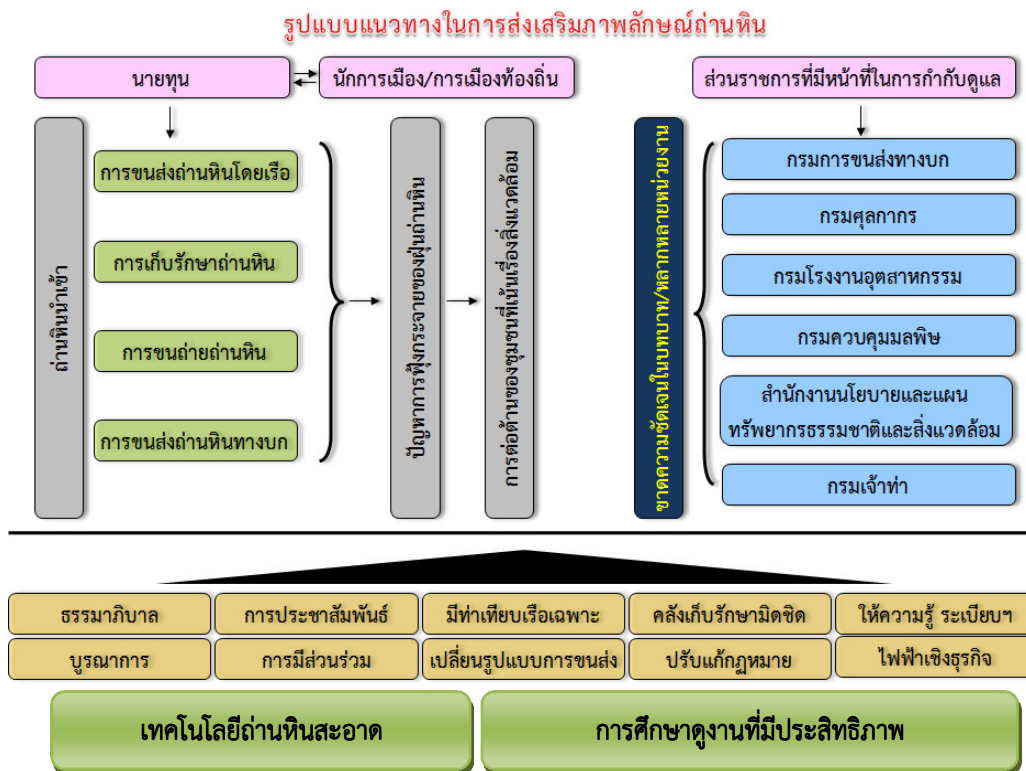 รูปแบบแนวทางในการส่งเสริมภาพลักษณ์ถ่านหิน
นายทุน
นักการเมือง/การเมืองท้องถิ่น
ส่วนราชการที่มีหน้าที่ในการกำกับดูแล
ถ่านหินนำเข้า
การขนส่งถ่านหินโดยเรือ
การเก็บรักษาถ่านหิน
การขนถ่ายถ่านหิน
การขนส่งถ่านหินทางบก
ปัญหาการฟุ้งกระจายของฝุ่นถ่านหิน
การต่อต้านของชุมชนที่เน้นเรื่องสิ่งแวดล้อม
ขาดความชัดเจนในบทบาท/หลากหลายหน่วยงาน
กรมการขนส่งทางบก
กรมศุลกากร
กรมโรงงานอุตสาหกรรม
กรมควบคุมมลพิษ
สำนักงานนโยบายและแผน
ทรัพยากรธรรมชาติและสิ่งแวดล้อม
กรมเจ้าท่า
ธรรมาภิบาล
การประชาสัมพันธ์
มีท่าเทียบเรือเฉพาะ
คลังเก็บรักษามิดชิด
ให้ความรู้ ระเบียบฯ
บูรณาการ
การมีส่วนร่วม
เปลี่ยนรูปแบบการขนส่ง
ปรับแก้กฎหมาย
ไฟฟ้าเชิงธุรกิจ
เทคโนโลยีถ่านหินสะอาด
การศึกษาดูงานที่มีประสิทธิภาพ